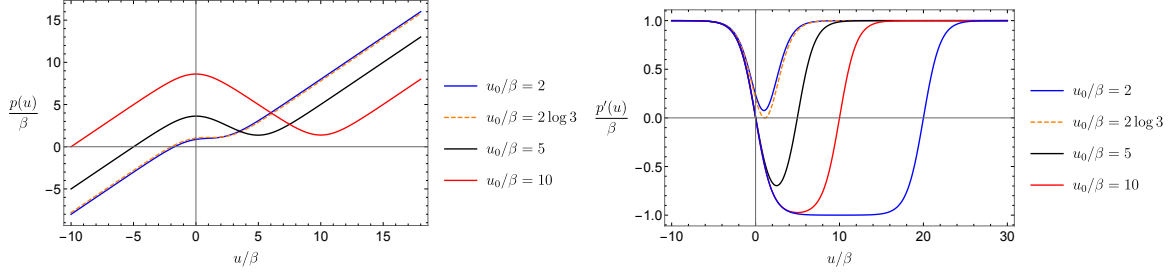 15
10
5
0
−5
−10 −5 0 5 10 15
p(u)/β
u/β
u₀/β = 2
u₀/β = 2 log 3
u₀/β = 5
u₀/β = 10
1.0
0.5
0.0
−0.5
−1.0
−10 0 10 20 30
p′(u)/β
u/β
u₀/β = 2
u₀/β = 2 log 3
u₀/β = 5
u₀/β = 10